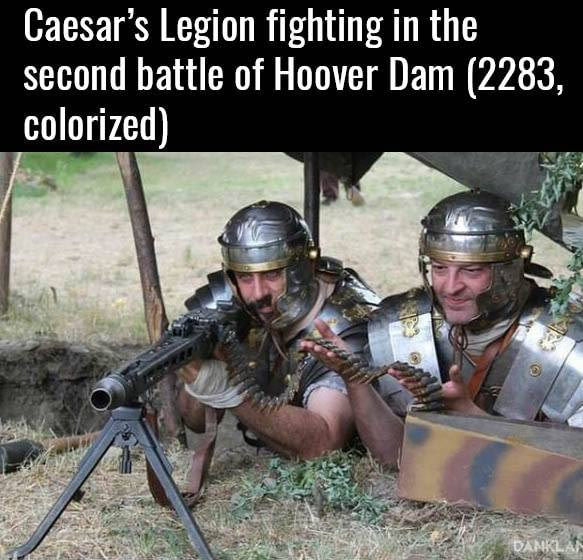 Caesar's Legion fighting in the
second battle of Hoover Dam (2283,
colorized)